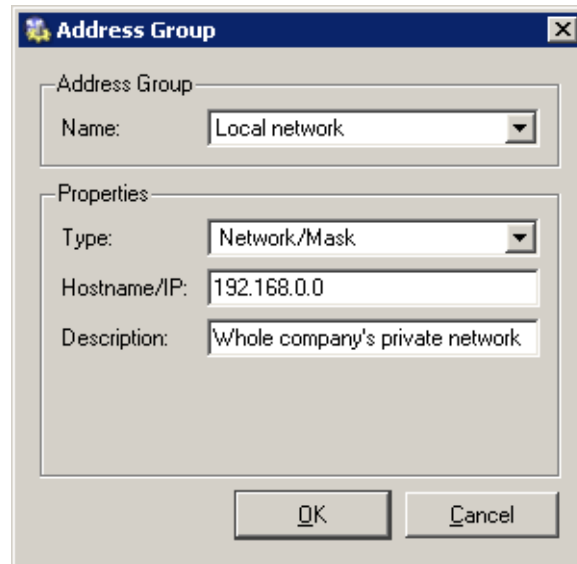 Address Group
Address Group
Name: Local network
Properties
Type: Network/Mask
Hostname/IP: 192.168.0.0
Description: Whole company's private network
OK Cancel